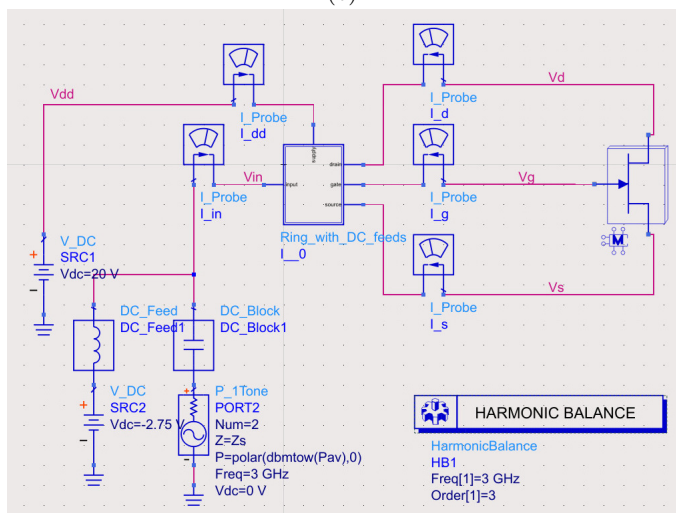 Vdd
I_Probe
I_dd
Vd
I_Probe
I_d
supply
drain
input
gate
source
Vin
I_Probe
I_in
Vg
I_Probe
I_g
Ring_with_DC_feeds
I__0
M
V_DC
SRC1
Vdc=20 V
Vs
I_Probe
I_s
DC_Feed
DC_Feed1
DC_Block
DC_Block1
V_DC
SRC2
Vdc=-2.75 V
P_1Tone
PORT2
Num=2
Z=Zs
P=polar(dbmtow(Pav),0)
Freq=3 GHz
Vdc=0 V
HARMONIC BALANCE
HarmonicBalance
HB1
Freq[1]=3 GHz
Order[1]=3